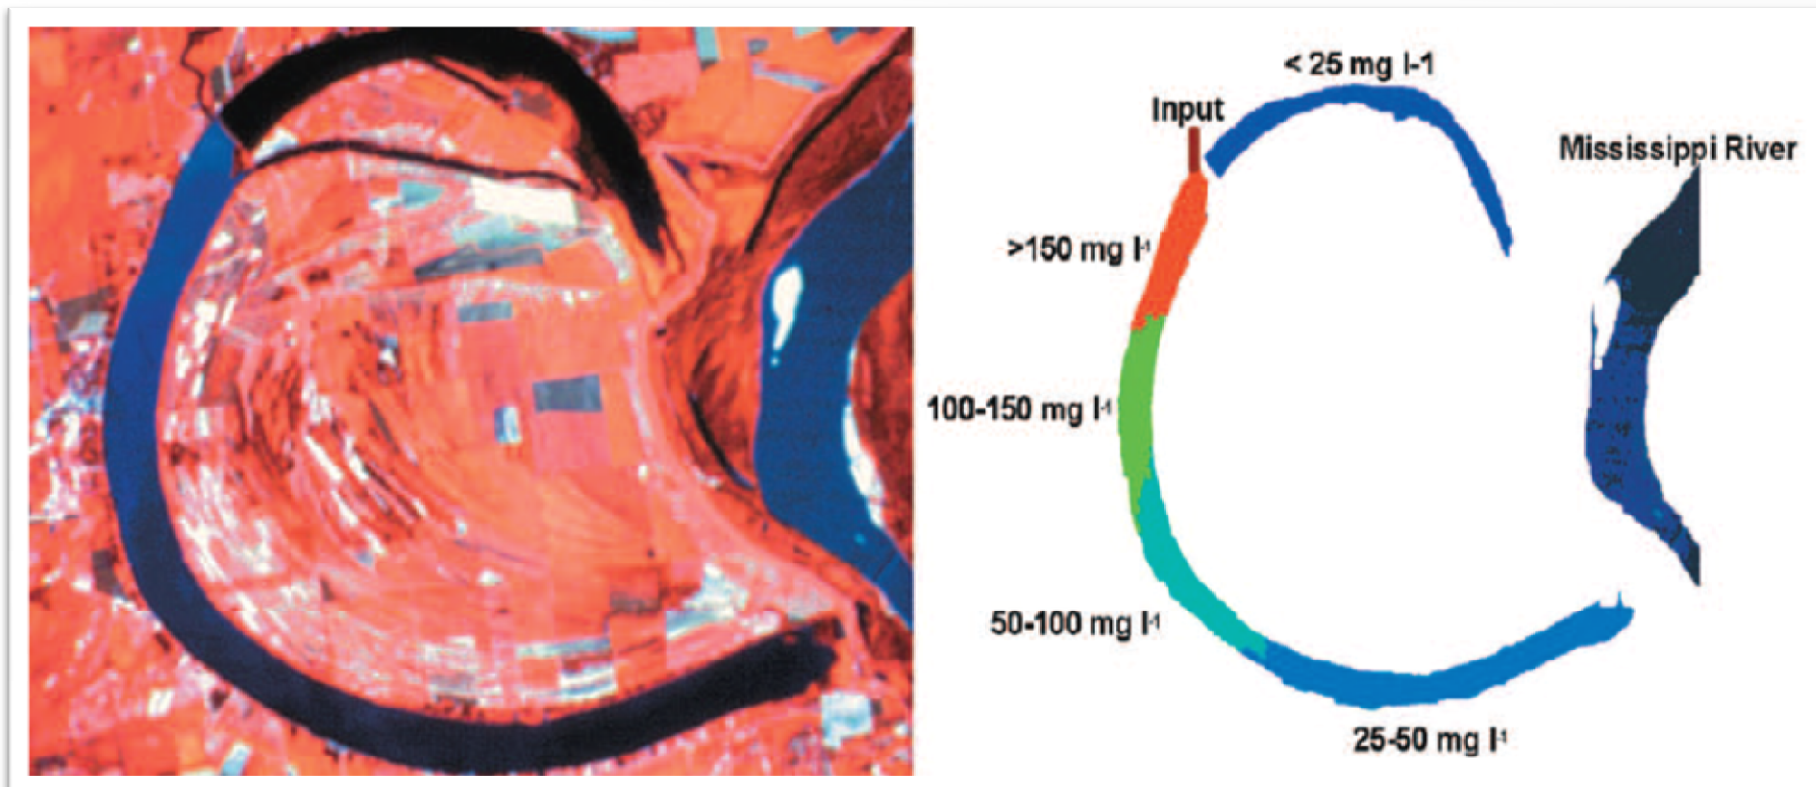 < 25 mg l-1
Input
Mississippi River
>150 mg l-1
100-150 mg l-1
50-100 mg l-1
25-50 mg l-1